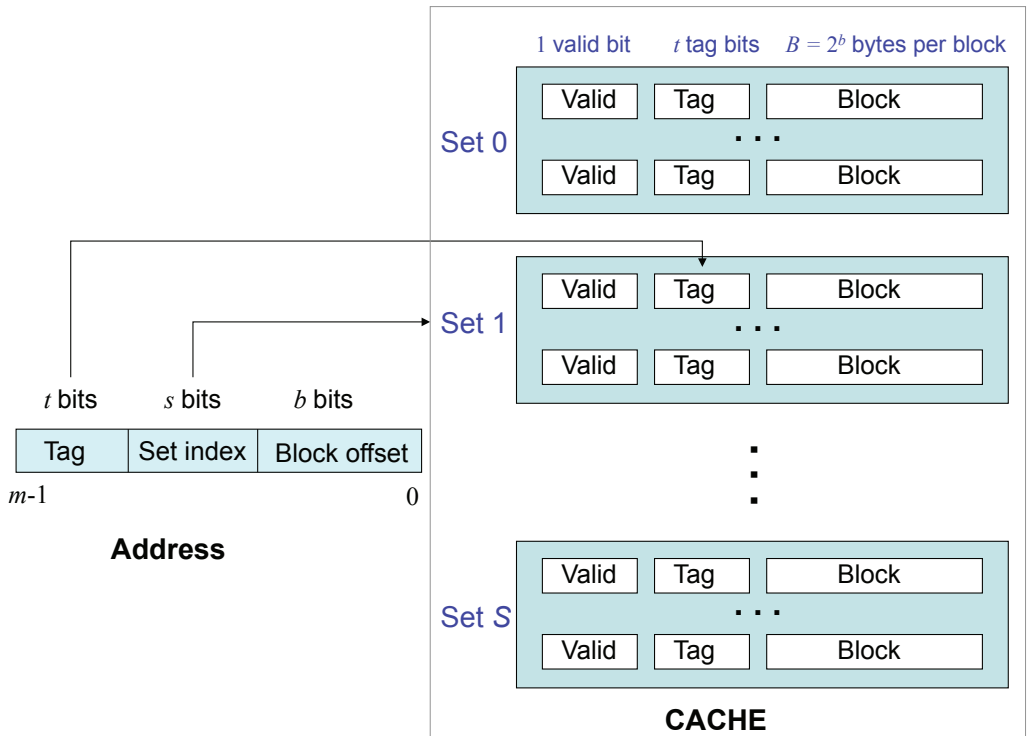 1 valid bit t tag bits B = 2^b bytes per block
Valid Tag Block
Set 0
. . .
Valid Tag Block
Valid Tag Block
Set 1
. . .
Valid Tag Block
t bits s bits b bits
Tag Set index Block offset
m-1 0
Address
Valid Tag Block
Set S
. . .
Valid Tag Block
CACHE